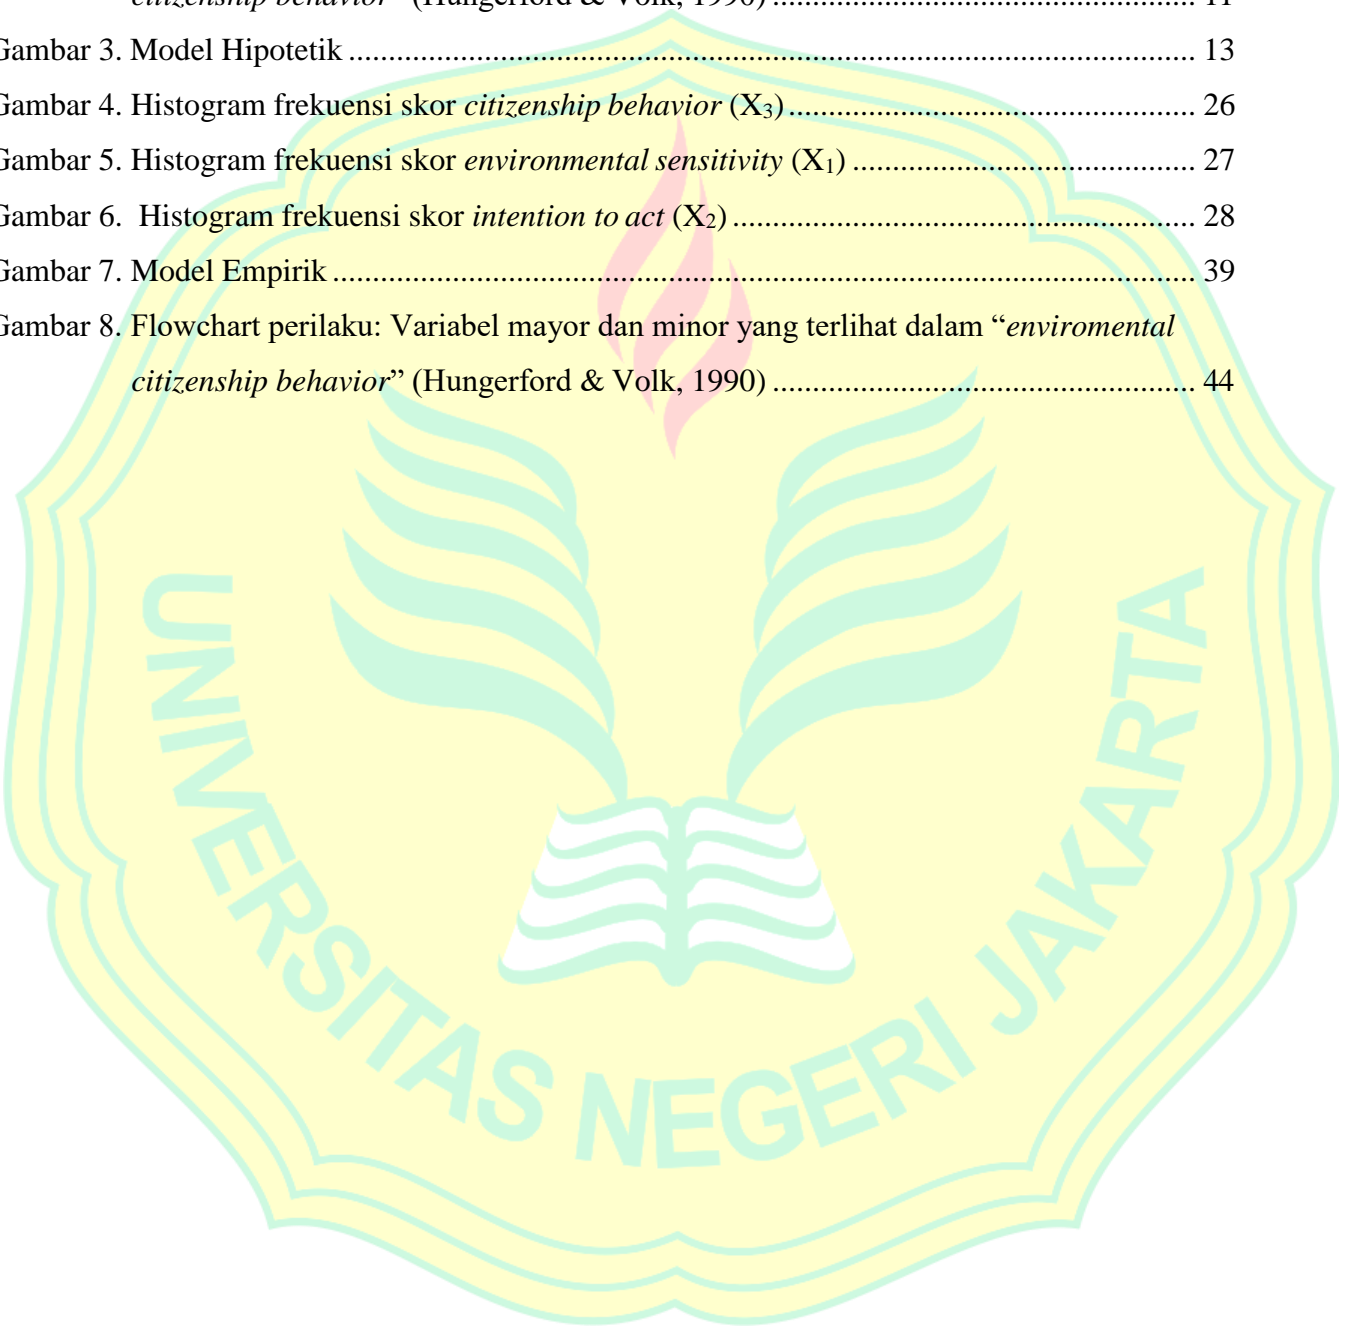 citizenship behavior” (Hungerford & Volk, 1990) ........................................................ 11
Gambar 3. Model Hipotetik ........................................................ 13
Gambar 4. Histogram frekuensi skor citizenship behavior (X₃) ........................................................ 26
Gambar 5. Histogram frekuensi skor environmental sensitivity (X₁) ........................................................ 27
Gambar 6. Histogram frekuensi skor intention to act (X₂) ........................................................ 28
Gambar 7. Model Empirik ........................................................ 39
Gambar 8. Flowchart perilaku: Variabel mayor dan minor yang terlihat dalam “enviromental
citizenship behavior” (Hungerford & Volk, 1990) ........................................................ 44
UNIVERSITAS NEGERI JAKARTA